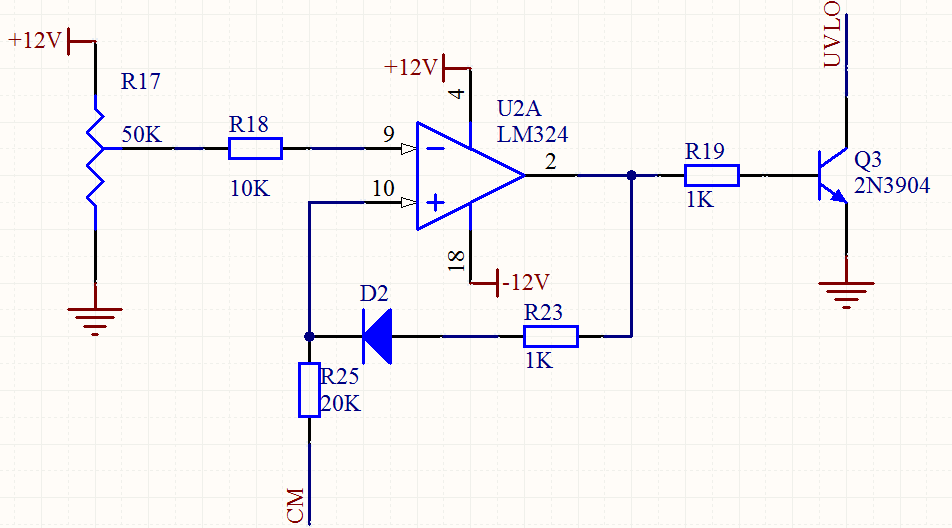 +12V
R17
50K
R18
10K
+12V
4
U2A
LM324
9
10
2
18
-12V
R19
1K
UVLO
Q3
2N3904
D2
R23
1K
R25
20K
CM